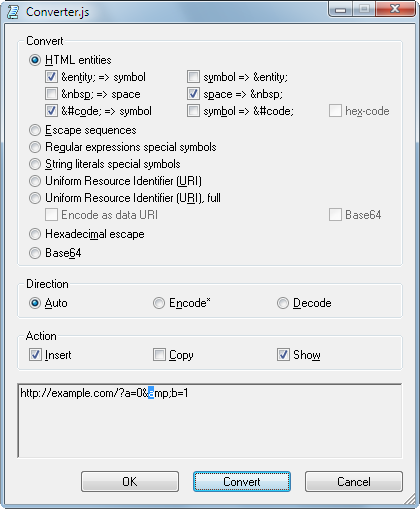 Converter.js
Convert
HTML entities
&entity; => symbol
symbol => &entity;
&nbsp; => space
space => &nbsp;
&#code; => symbol
symbol => &#code;
hex-code
Escape sequences
Regular expressions special symbols
String literals special symbols
Uniform Resource Identifier (URI)
Uniform Resource Identifier (URI), full
Encode as data URI
Base64
Hexadecimal escape
Base64
Direction
Auto
Encode*
Decode
Action
Insert
Copy
Show
http://example.com/?a=0&amp;b=1
OK
Convert
Cancel